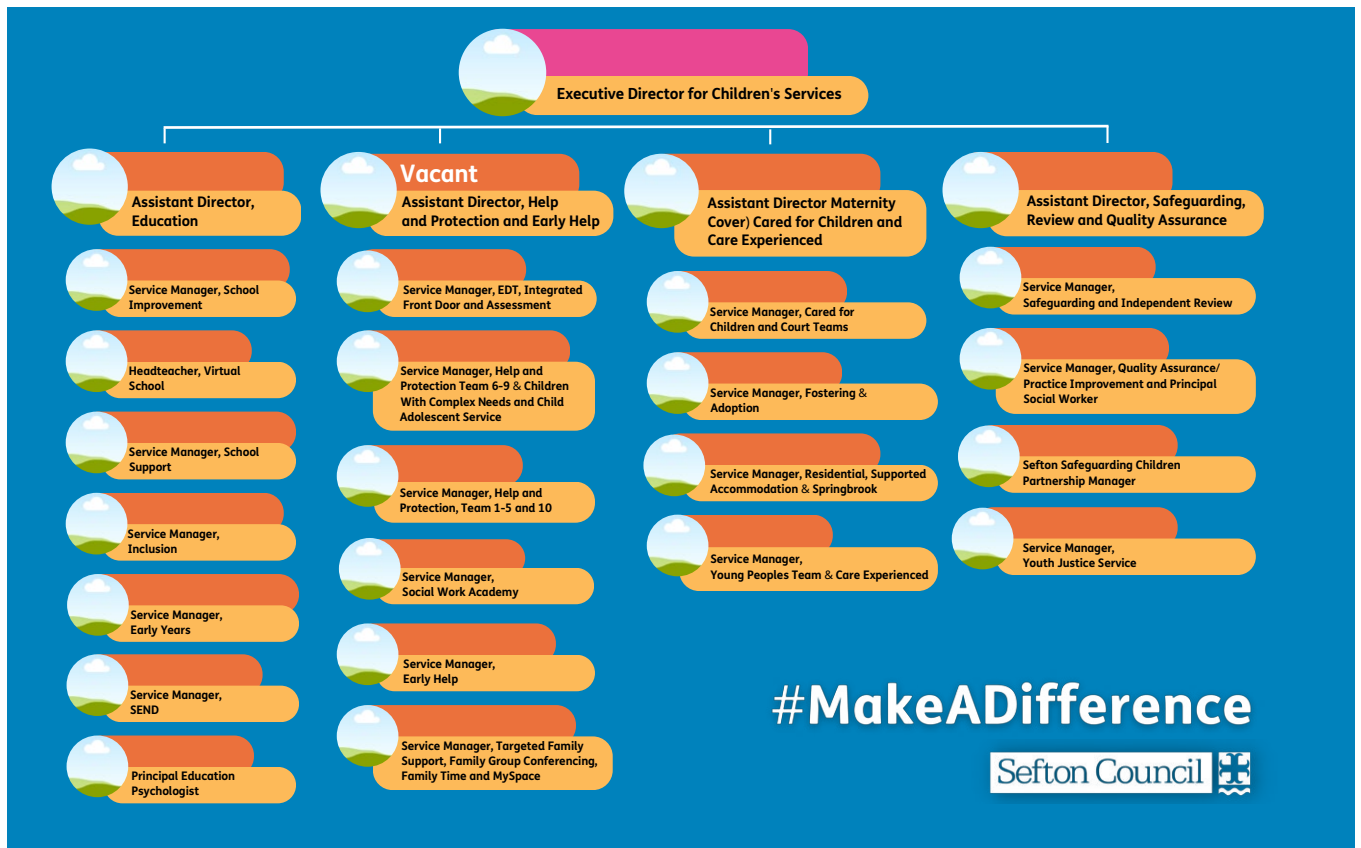 Executive Director for Children's Services
Assistant Director,
Education
Service Manager, School
Improvement
Headteacher, Virtual
School
Service Manager, School
Support
Service Manager,
Inclusion
Service Manager,
Early Years
Service Manager,
SEND
Principal Education
Psychologist
Vacant
Assistant Director, Help
and Protection and Early Help
Service Manager, EDT, Integrated
Front Door and Assessment
Service Manager, Help and
Protection Team 6-9 & Children
With Complex Needs and Child
Adolescent Service
Service Manager, Help and
Protection, Team 1-5 and 10
Service Manager,
Social Work Academy
Service Manager,
Early Help
Service Manager, Targeted Family
Support, Family Group Conferencing,
Family Time and MySpace
Assistant Director Maternity
Cover) Cared for Children and
Care Experienced
Service Manager, Cared for
Children and Court Teams
Service Manager, Fostering &
Adoption
Service Manager, Residential, Supported
Accommodation & Springbrook
Service Manager,
Young Peoples Team & Care Experienced
Assistant Director, Safeguarding,
Review and Quality Assurance
Service Manager,
Safeguarding and Independent Review
Service Manager, Quality Assurance/
Practice Improvement and Principal
Social Worker
Sefton Safeguarding Children
Partnership Manager
Service Manager,
Youth Justice Service
#MakeADifference
Sefton Council